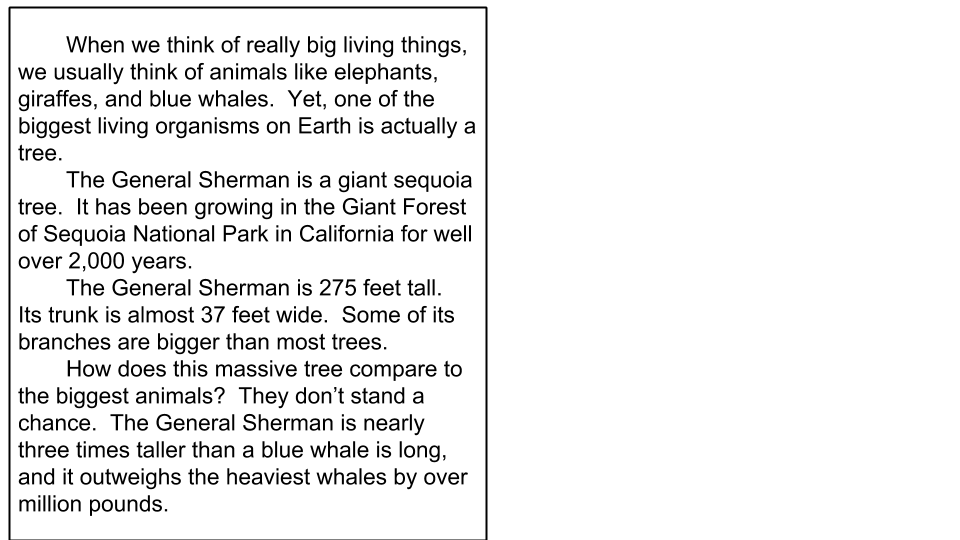 When we think of really big living things,
we usually think of animals like elephants,
giraffes, and blue whales.  Yet, one of the
biggest living organisms on Earth is actually a
tree.
The General Sherman is a giant sequoia
tree.  It has been growing in the Giant Forest
of Sequoia National Park in California for well
over 2,000 years.
The General Sherman is 275 feet tall.
Its trunk is almost 37 feet wide.  Some of its
branches are bigger than most trees.
How does this massive tree compare to
the biggest animals?  They don’t stand a
chance.  The General Sherman is nearly
three times taller than a blue whale is long,
and it outweighs the heaviest whales by over
million pounds.